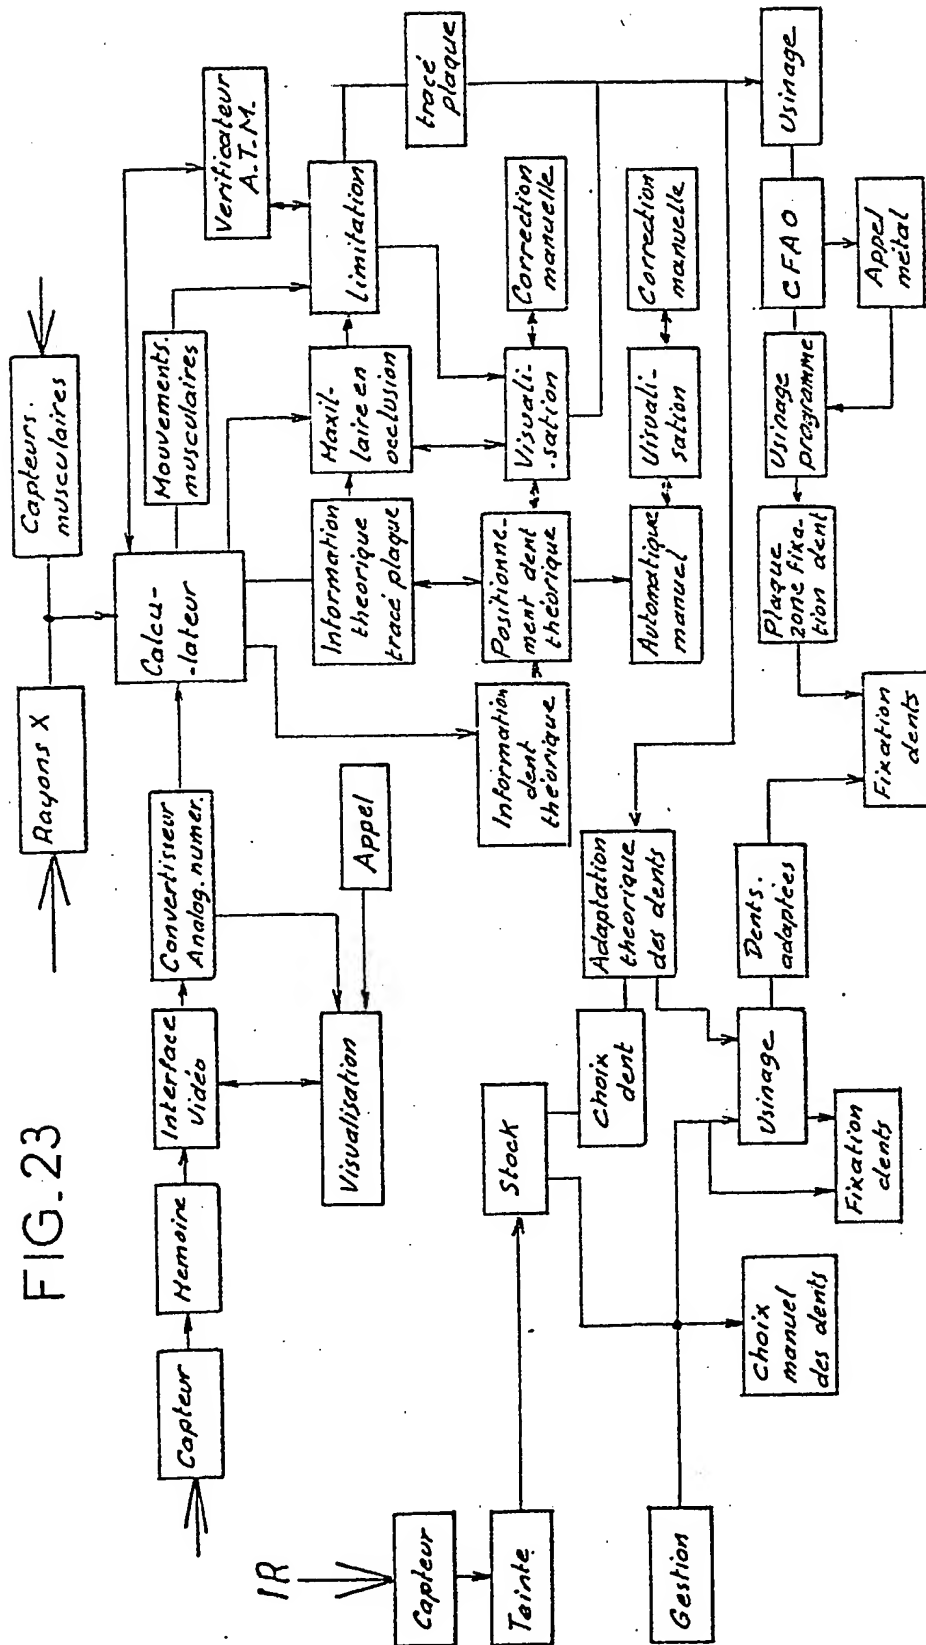 FIG.23
Rayons X
Capteurs.
musculaires
Capteur
Memoire
Interface
Vidéo
Convertisseur
Analog.numer.
Calcu-
-lateur
Mouvements.
musculaires
Verificateur
A.T.M.
Visualisation
Appel
Information
theorique
tracé plaque
Maxil-
laire en
occlusion
Limitation
tracé
plaque
IR
Capteur
Teinte
Stock
Information
dent
théorique
Positionne-
ment dent
théorique
Visuali-
-sation
Correction
manuelle
Choix
dent
Adaptation
theorique
des dents
Automatique
manuel
Visuali-
sation
Correction
manuelle
Gestion
Choix
manuel
des dents
Usinage
Dents.
adaptées
Plaque
zone fixa-
tion dent
Usinage
programme
CFAO
Usinage
Fixation
dents
Fixation
dents
Appel
métal